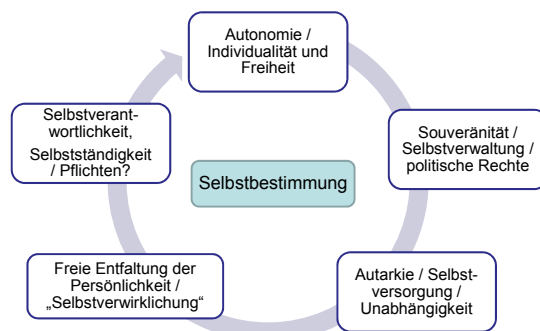 Autonomie /
Individualität und
Freiheit
Souveränität /
Selbstverwaltung /
politische Rechte
Autarkie / Selbst-
versorgung /
Unabhängigkeit
Freie Entfaltung der
Persönlichkeit /
„Selbstverwirklichung“
Selbstverant-
wortlichkeit,
Selbstständigkeit
/ Pflichten?
Selbstbestimmung